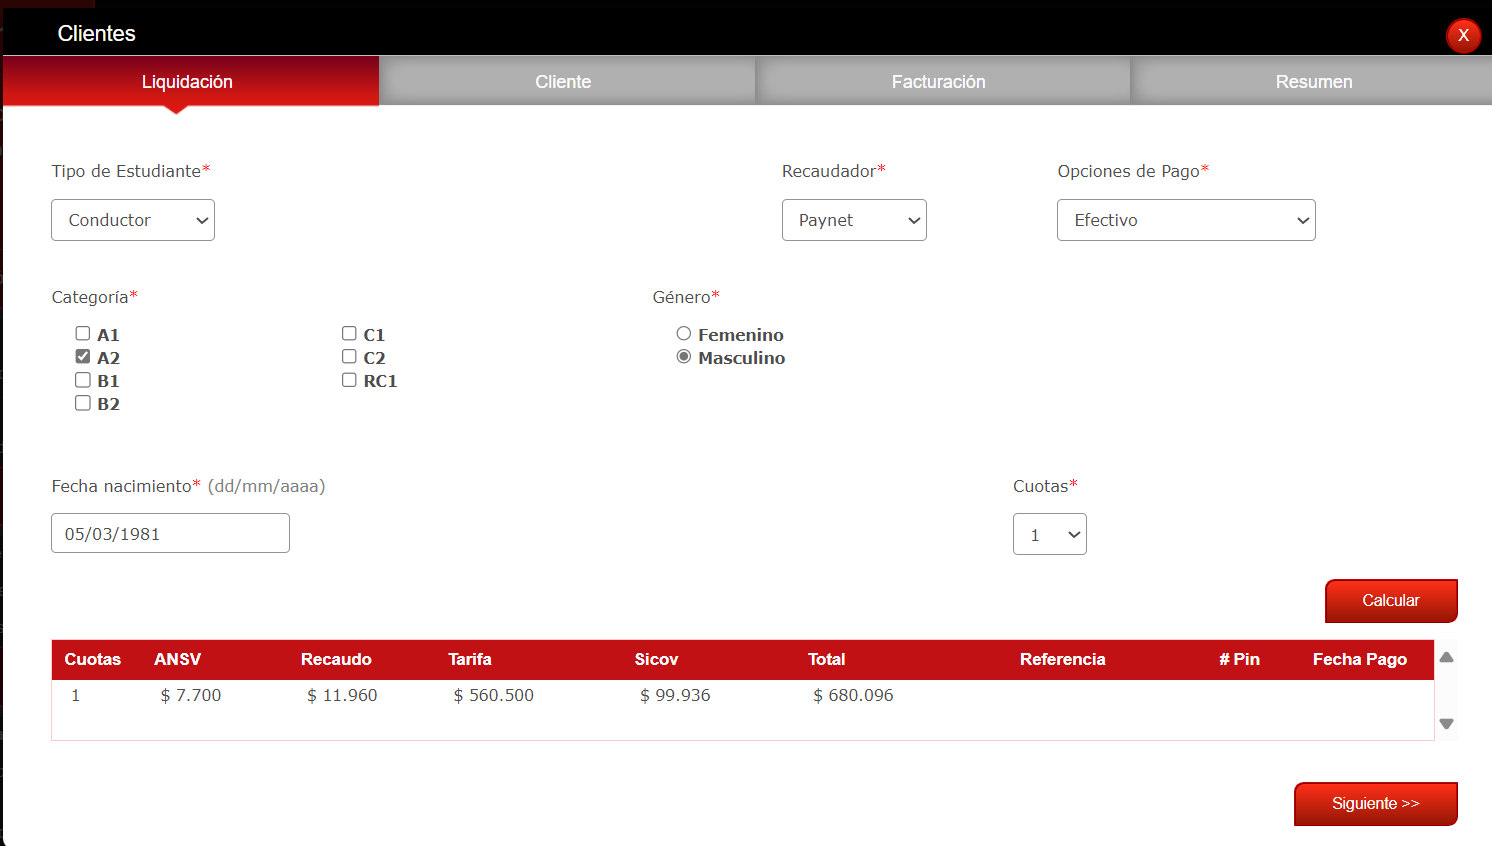 Clientes
X
Liquidación Cliente Facturación Resumen
Tipo de Estudiante* Recaudador* Opciones de Pago*
Conductor Paynet Efectivo
Categoría* Género*
A1 C1 Femenino
A2 C2 Masculino
B1 RC1
B2
Fecha nacimiento* (dd/mm/aaaa) Cuotas*
05/03/1981 1
Calcular
Cuotas ANSV Recaudo Tarifa Sicov Total Referencia # Pin Fecha Pago
1 $ 7.700 $ 11.960 $ 560.500 $ 99.936 $ 680.096
Siguiente >>